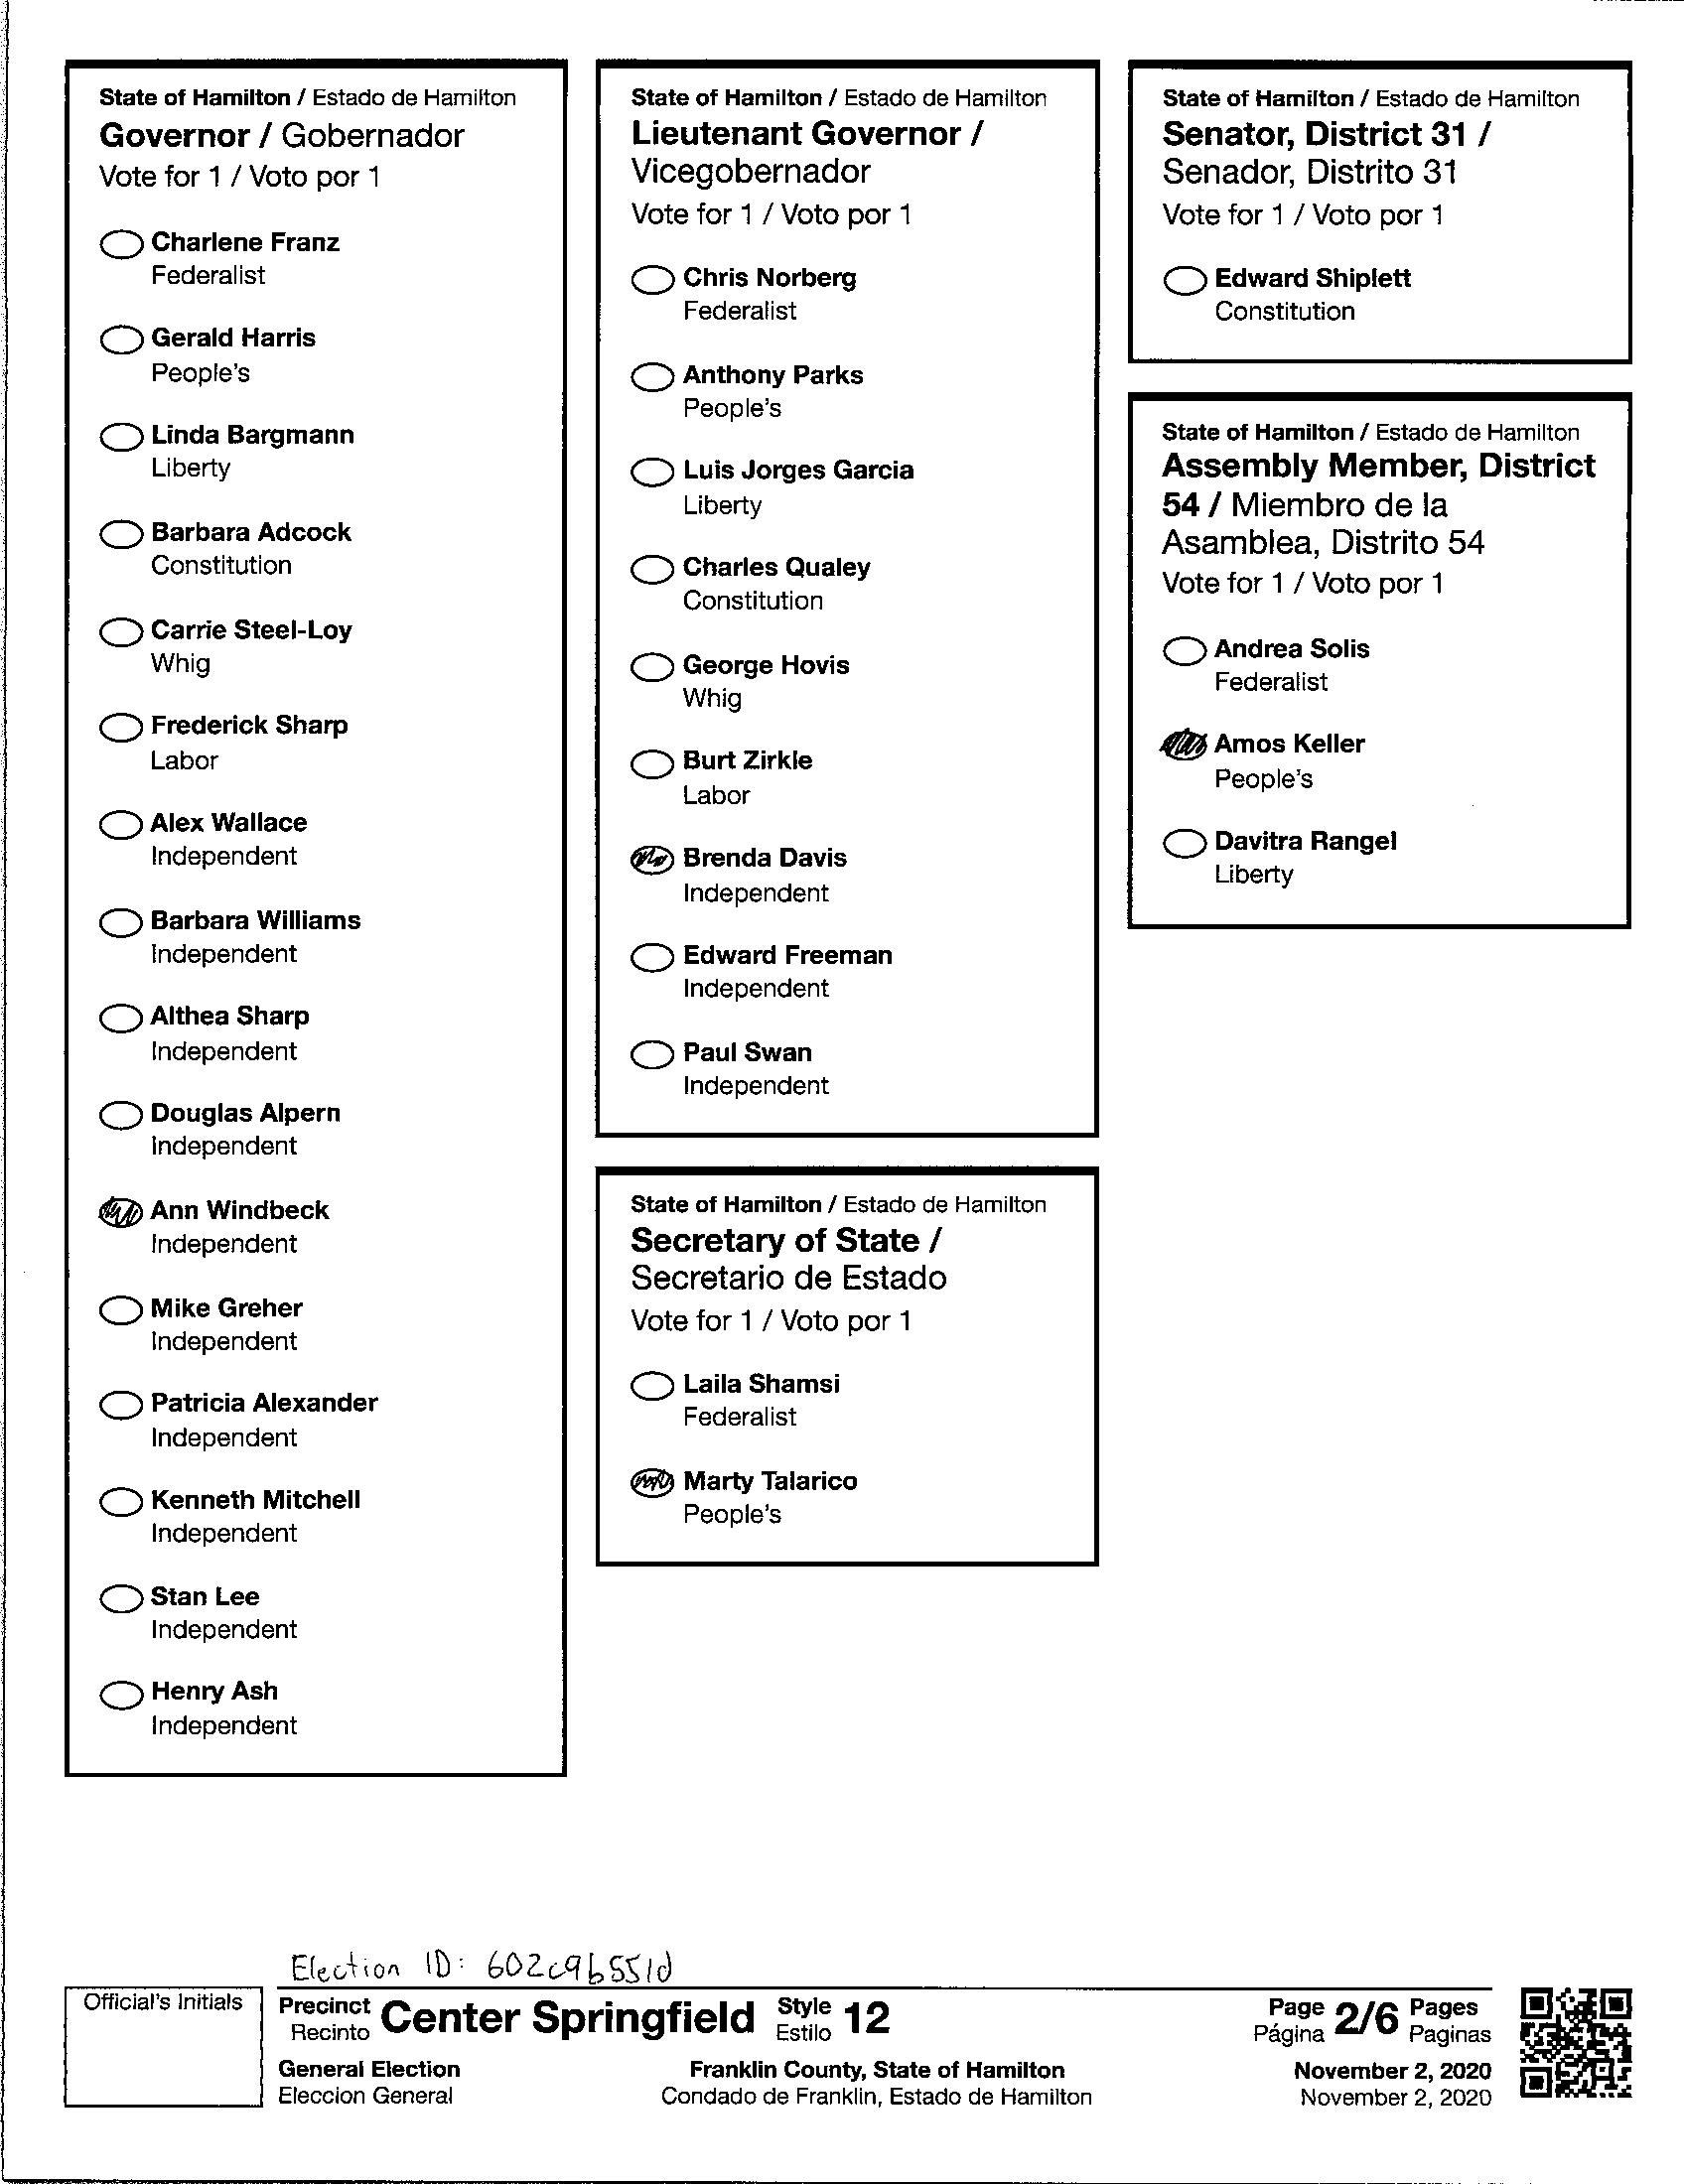 State of Hamilton / Estado de Hamilton
Governor / Gobernador
Vote for 1 / Voto por 1
Charlene Franz
Federalist
Gerald Harris
People's
Linda Bargmann
Liberty
Barbara Adcock
Constitution
Carrie Steel-Loy
Whig
Frederick Sharp
Labor
Alex Wallace
Independent
Barbara Williams
Independent
Althea Sharp
Independent
Douglas Alpern
Independent
Ann Windbeck
Independent
Mike Greher
Independent
Patricia Alexander
Independent
Kenneth Mitchell
Independent
Stan Lee
Independent
Henry Ash
Independent
State of Hamilton / Estado de Hamilton
Lieutenant Governor /
Vicegobernador
Vote for 1 / Voto por 1
Chris Norberg
Federalist
Anthony Parks
People's
Luis Jorges Garcia
Liberty
Charles Qualey
Constitution
George Hovis
Whig
Burt Zirkle
Labor
Brenda Davis
Independent
Edward Freeman
Independent
Paul Swan
Independent
State of Hamilton / Estado de Hamilton
Secretary of State /
Secretario de Estado
Vote for 1 / Voto por 1
Laila Shamsi
Federalist
Marty Talarico
People's
State of Hamilton / Estado de Hamilton
Senator, District 31 /
Senador, Distrito 31
Vote for 1 / Voto por 1
Edward Shiplett
Constitution
State of Hamilton / Estado de Hamilton
Assembly Member, District
54 / Miembro de la
Asamblea, Distrito 54
Vote for 1 / Voto por 1
Andrea Solis
Federalist
Amos Keller
People's
Davitra Rangel
Liberty
Election ID: 602c9b551d
Official's Initials
Precinct Center Springfield Style 12
Recinto Estilo
Page 2/6 Pages
Página Paginas
General Election Franklin County, State of Hamilton November 2, 2020
Eleccion General Condado de Franklin, Estado de Hamilton November 2, 2020